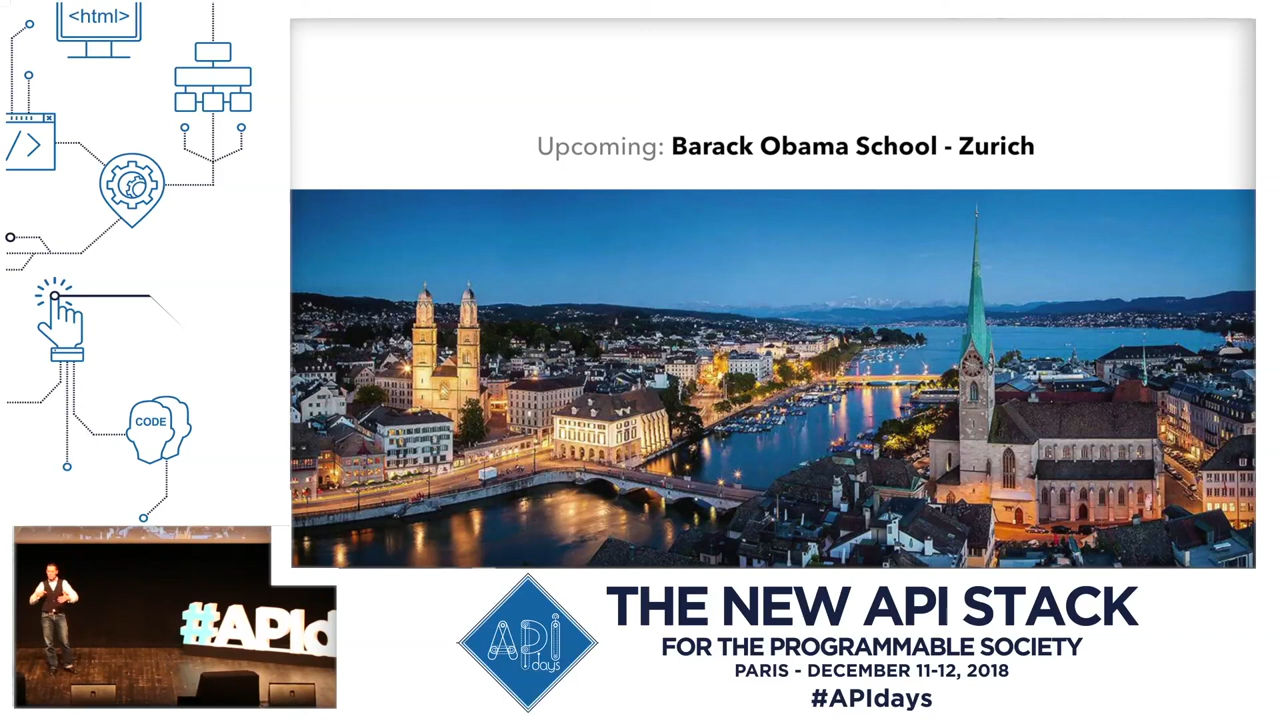 <html>
Upcoming: Barack Obama School - Zurich
</>
CODE
#APId
API
days
THE NEW API STACK
FOR THE PROGRAMMABLE SOCIETY
PARIS - DECEMBER 11-12, 2018
#APIdays